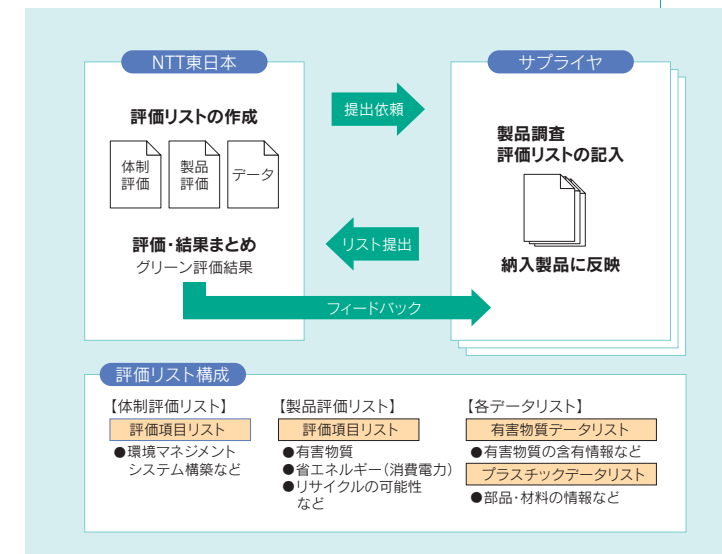 NTT東日本
評価リストの作成
体制
評価
製品
評価
データ
評価・結果まとめ
グリーン評価結果
提出依頼
リスト提出
フィードバック
サプライヤ
製品調査
評価リストの記入
納入製品に反映
評価リスト構成
【体制評価リスト】
評価項目リスト
●環境マネジメント
システム構築など
【製品評価リスト】
評価項目リスト
●有害物質
●省エネルギー（消費電力）
●リサイクルの可能性
など
【各データリスト】
有害物質データリスト
●有害物質の含有情報など
プラスチックデータリスト
●部品・材料の情報など